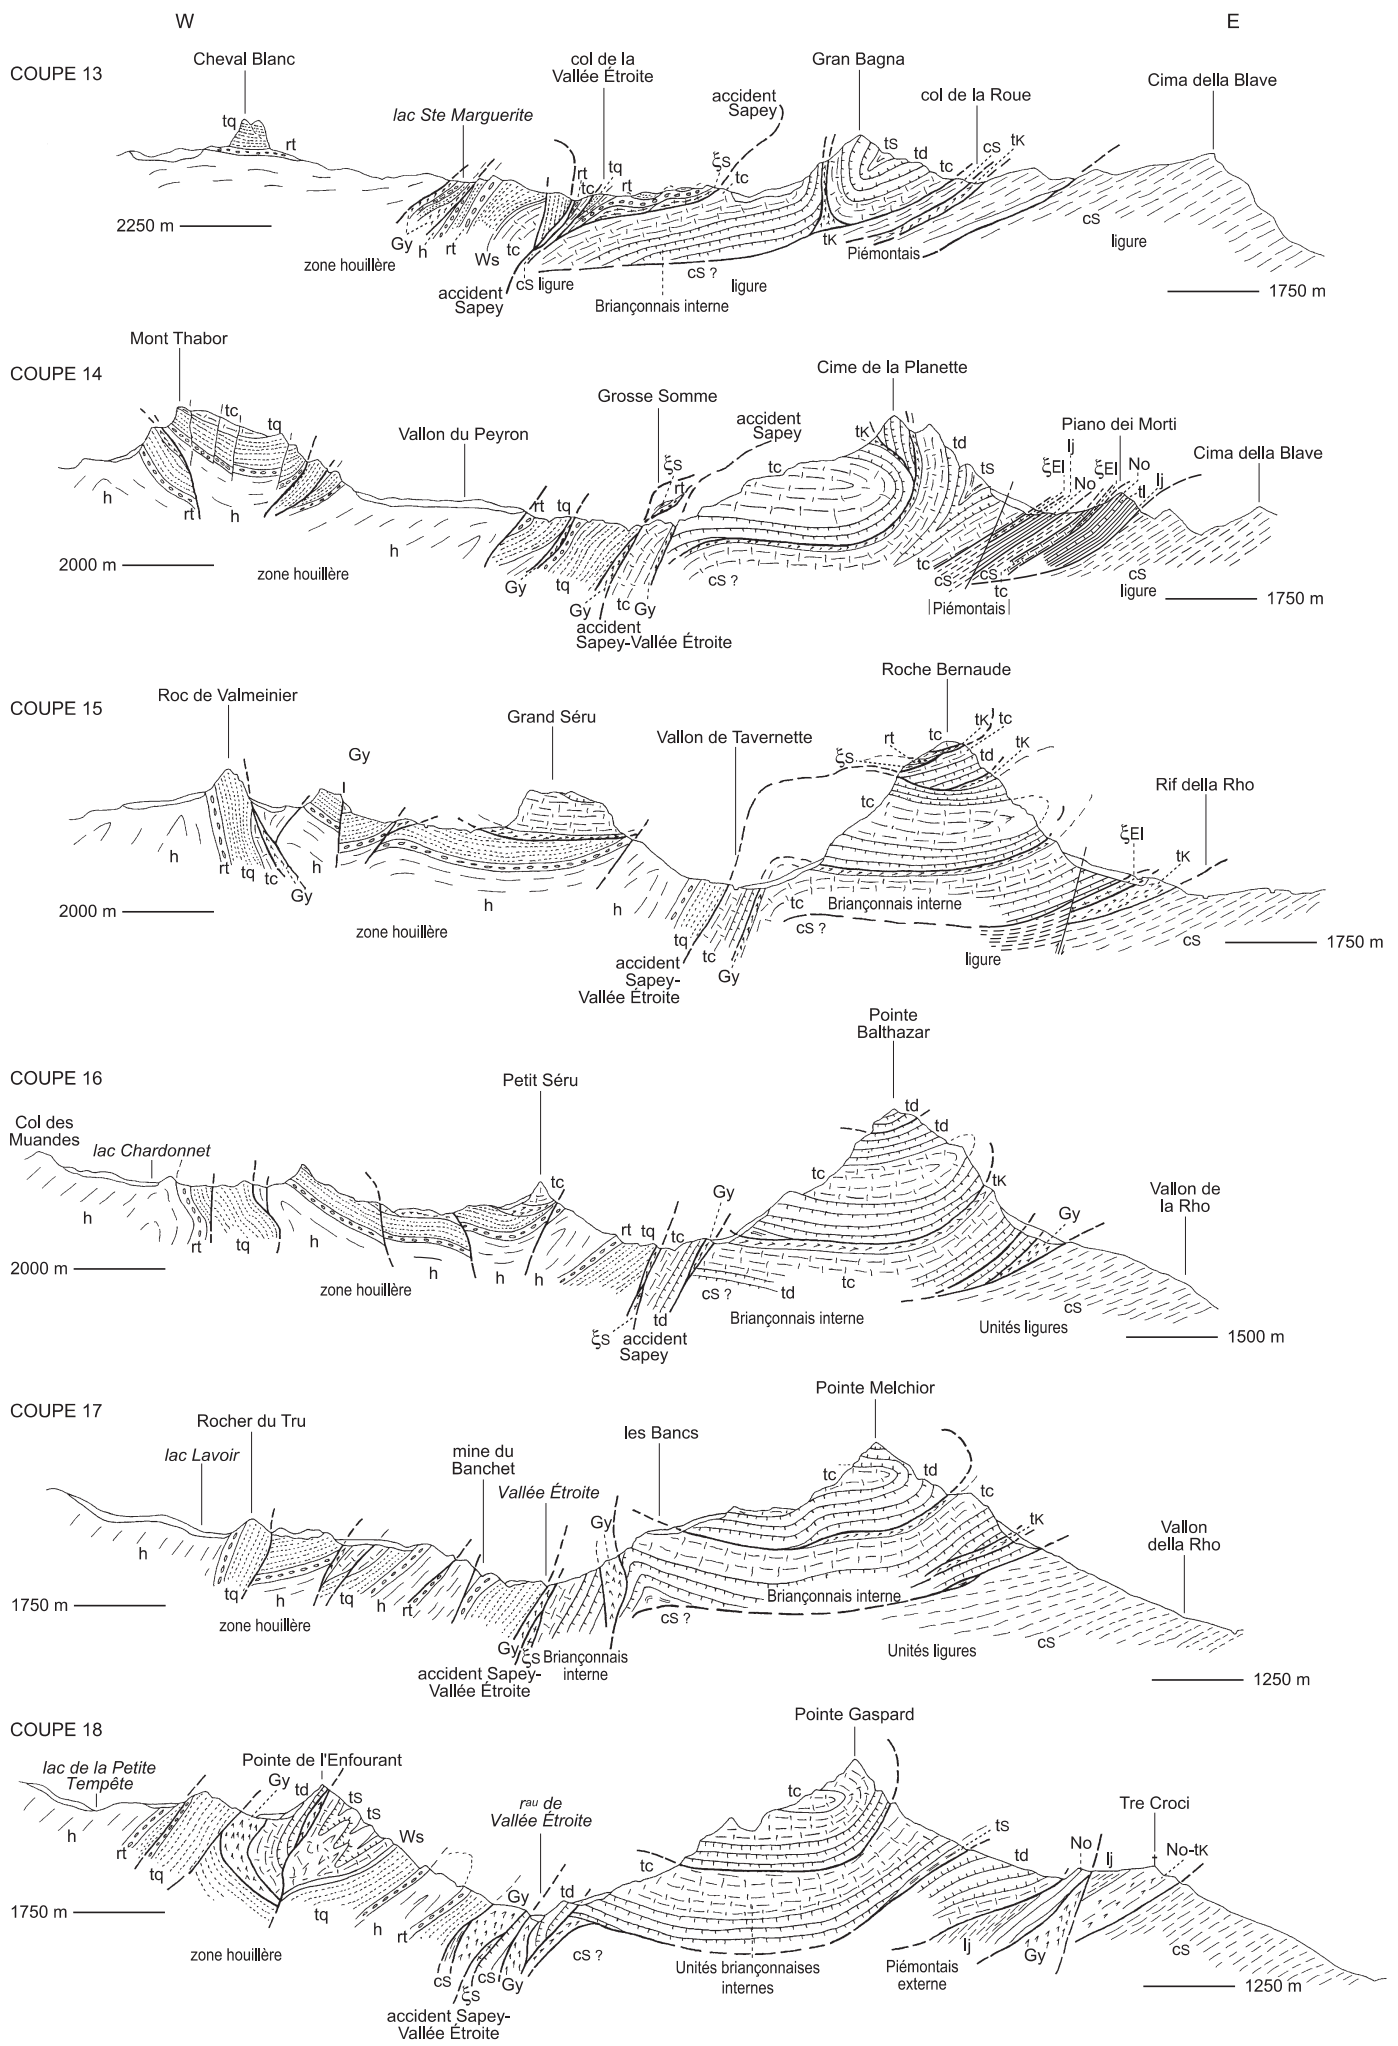 W
E
COUPE 13
Cheval Blanc
lac Ste Marguerite
col de la
Vallée Étroite
accident
Sapey
Gran Bagna
col de la Roue
Cima della Blave
tq
rt
rt
tc
tq
rt
ξS
tc
tS
td
tc
cS
tK
2250 m
Gy
h
rt
Ws
tc
zone houillère
accident
Sapey
cS ligure
cS ?
ligure
Briançonnais interne
tK
Piémontais
cS
ligure
1750 m
COUPE 14
Mont Thabor
Vallon du Peyron
Grosse Somme
accident
Sapey
Cime de la Planette
Piano dei Morti
Cima della Blave
tc
tq
ξS
rt
tc
tK
td
tS
ξEl
lj
No
ξEl
No
tl
lj
h
rt
h
h
rt
tq
2000 m
zone houillère
Gy
tq
Gy
tc
Gy
accident
Sapey-Vallée Étroite
cS ?
tc
cS
cS
tc
Piémontais
cS
ligure
1750 m
COUPE 15
Roc de Valmeinier
Gy
Grand Séru
Vallon de Tavernette
Roche Bernaude
Rif della Rho
ξS
rt
tc
tK
tc
td
tK
tc
ξEl
tK
h
rt
tq
tc
Gy
h
h
h
2000 m
zone houillère
tq
tc
Gy
accident
Sapey-
Vallée Étroite
tc
cS ?
Briançonnais interne
ligure
cS
1750 m
COUPE 16
Col des
Muandes
lac Chardonnet
Petit Séru
Pointe
Balthazar
Vallon de
la Rho
td
td
tc
tK
Gy
Gy
tc
rt
tq
tc
h
rt
tq
h
h
h
h
2000 m
zone houillère
ξS
accident
Sapey
td
cS ?
td
tc
Briançonnais interne
cS
Unités ligures
1500 m
COUPE 17
Rocher du Tru
lac Lavoir
mine du
Banchet
Vallée Étroite
les Bancs
Pointe Melchior
Vallon
della Rho
tc
td
tc
tK
Gy
h
tq
h
tq
h
rt
1750 m
zone houillère
Gy
ξS
Briançonnais
interne
accident Sapey-
Vallée Étroite
cS ?
Briançonnais interne
Unités ligures
cS
1250 m
COUPE 18
lac de la Petite
Tempête
Pointe de l'Enfourant
rau de
Vallée Étroite
Pointe Gaspard
Tre Croci
Gy
td
tS
tS
Ws
Gy
td
tc
tc
tS
td
No
lj
No-tK
h
rt
tq
tq
h
rt
1750 m
zone houillère
cS
ξS
cS
Gy
accident Sapey-
Vallée Étroite
cS ?
Unités briançonnaises
internes
lj
Piémontais
externe
Gy
cS
1250 m